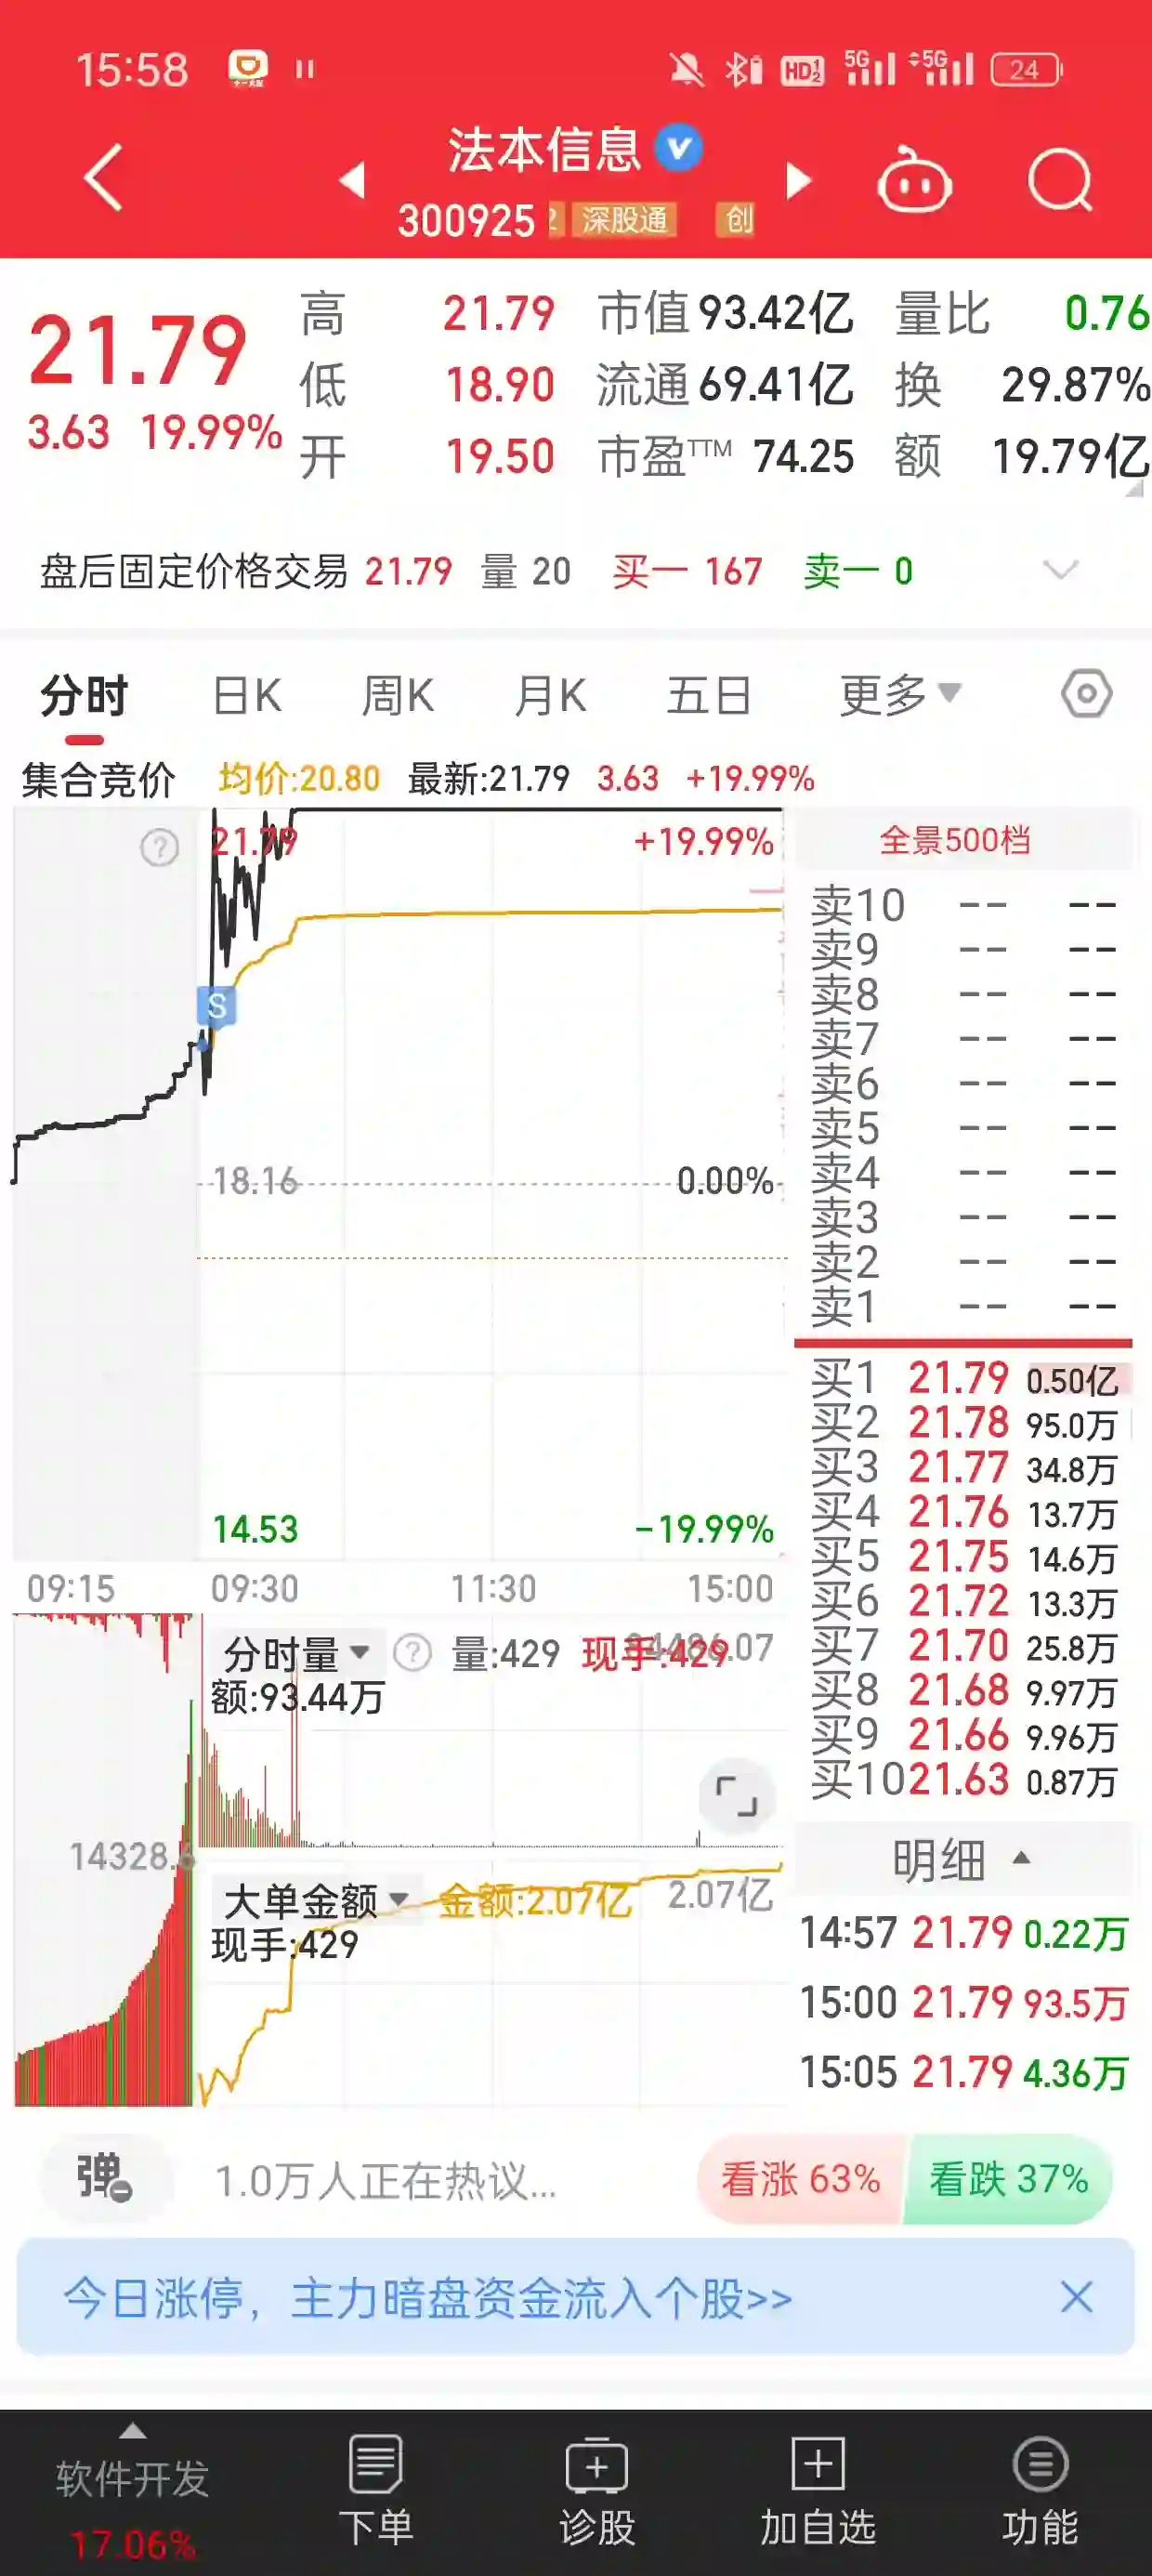 15:58
HD 1 2 5G 5G 24
法本信息
300925 深股通 创
21.79
3.63 19.99%
高 21.79 市值 93.42亿 量比 0.76
低 18.90 流通 69.41亿 换 29.87%
开 19.50 市盈TTM 74.25 额 19.79亿
盘后固定价格交易 21.79 量 20 买一 167 卖一 0
分时 日K 周K 月K 五日 更多
集合竞价 均价:20.80 最新:21.79 3.63 +19.99%
21.79 +19.99%
S
18.16 0.00%
14.53 -19.99%
09:15 09:30 11:30 15:00
分时量 ? 量:429 现手:429
额:93.44万
14328.6
大单金额 金额:2.07亿 2.07亿
现手:429
全景500档
卖10 -- --
卖9 -- --
卖8 -- --
卖7 -- --
卖6 -- --
卖5 -- --
卖4 -- --
卖3 -- --
卖2 -- --
卖1 -- --
买1 21.79 0.50亿
买2 21.78 95.0万
买3 21.77 34.8万
买4 21.76 13.7万
买5 21.75 14.6万
买6 21.72 13.3万
买7 21.70 25.8万
买8 21.68 9.97万
买9 21.66 9.96万
买10 21.63 0.87万
明细
14:57 21.79 0.22万
15:00 21.79 93.5万
15:05 21.79 4.36万
弹 1.0万人正在热议... 看涨 63% 看跌 37%
今日涨停，主力暗盘资金流入个股>>
软件开发
17.06%
下单 诊股 加自选 功能